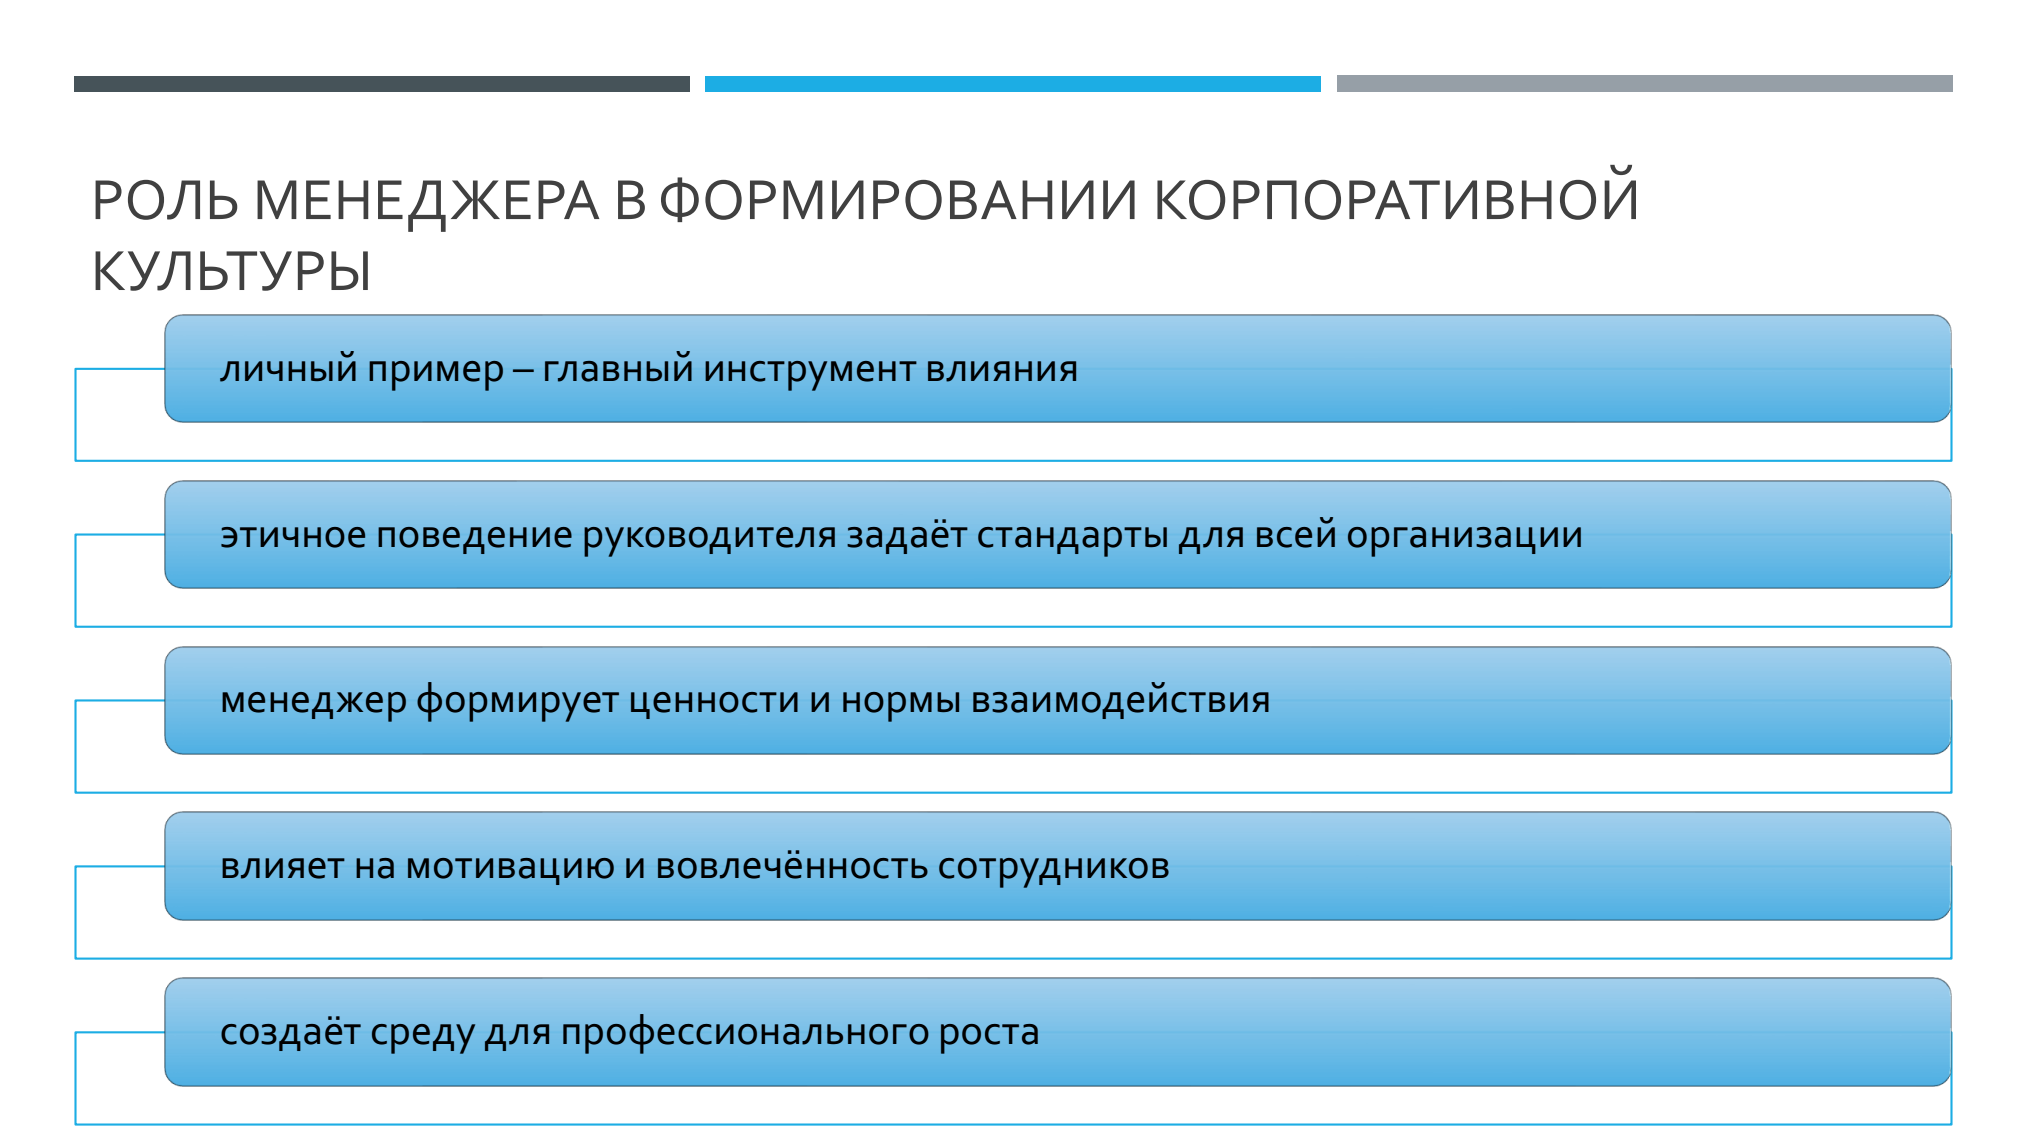 РОЛЬ МЕНЕДЖЕРА В ФОРМИРОВАНИИ КОРПОРАТИВНОЙ
КУЛЬТУРЫ
личный пример – главный инструмент влияния
этичное поведение руководителя задаёт стандарты для всей организации
менеджер формирует ценности и нормы взаимодействия
влияет на мотивацию и вовлечённость сотрудников
создаёт среду для профессионального роста